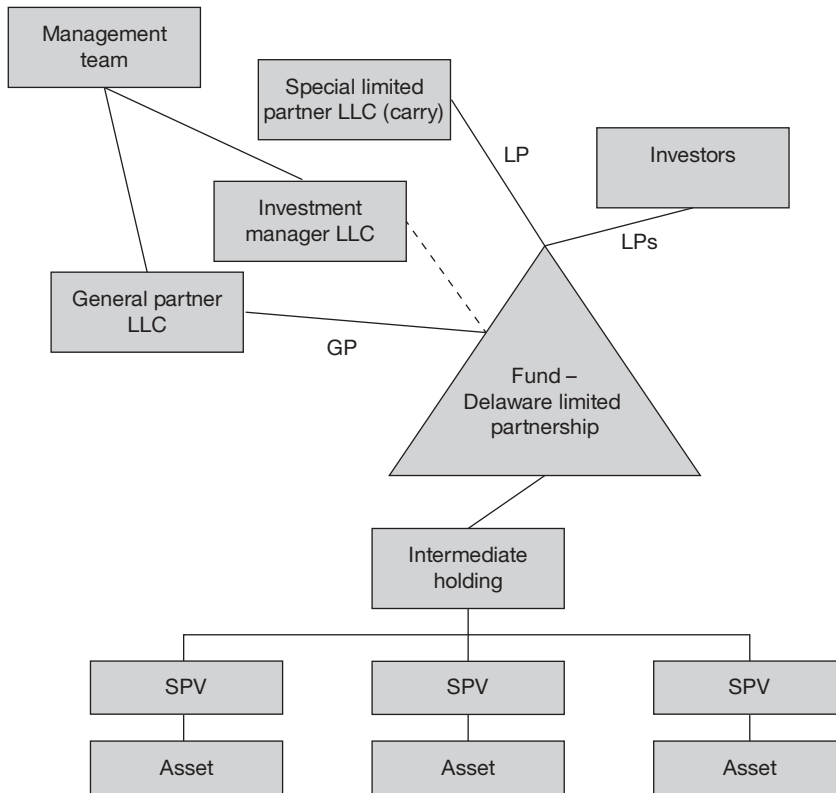 Management
team
Special limited
partner LLC (carry)
LP
Investors
Investment
manager LLC
LPs
General partner
LLC
GP
Fund –
Delaware limited
partnership
Intermediate
holding
SPV
SPV
SPV
Asset
Asset
Asset